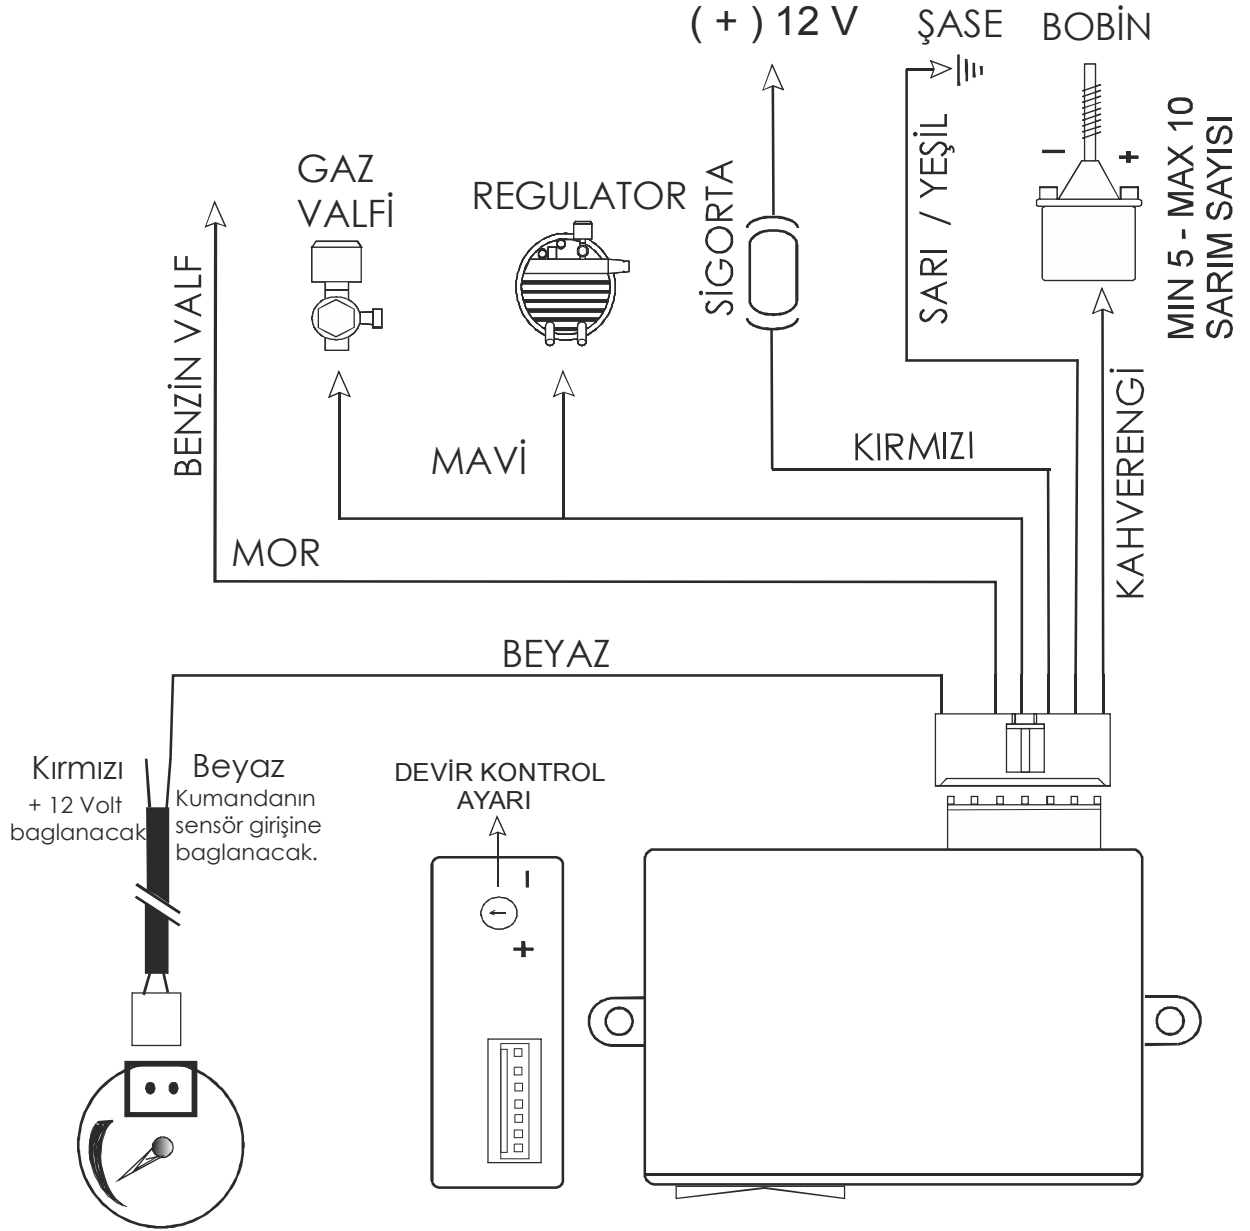 ( + ) 12 V
ŞASE
BOBİN
MIN 5 - MAX 10
SARIM SAYISI
GAZ
VALFİ
REGULATOR
SİGORTA
SARI / YEŞİL
- +
BENZİN VALF
MAVİ
KIRMIZI
KAHVERENGİ
MOR
BEYAZ
Kırmızı
+ 12 Volt
baglanacak
Beyaz
Kumandanın
sensör girişine
baglanacak.
DEVİR KONTROL
AYARI
-
+